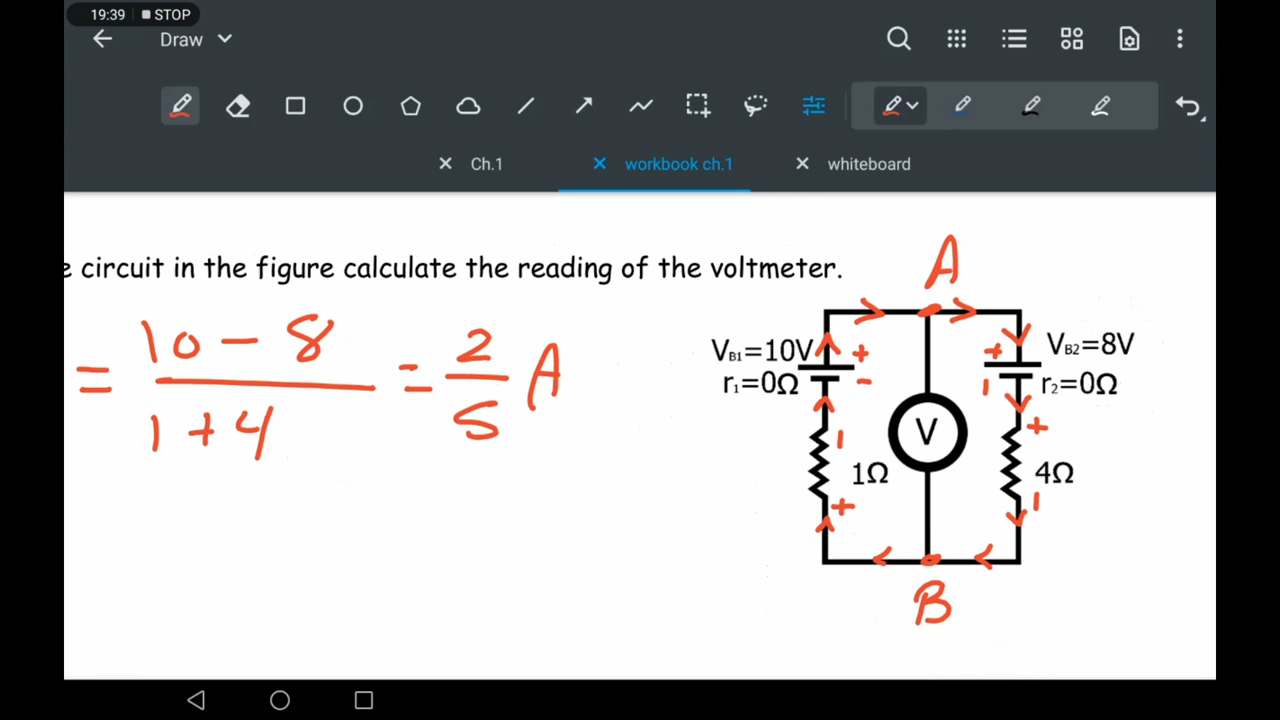 19:39 STOP
Draw
Ch.1
workbook ch.1
whiteboard
e circuit in the figure calculate the reading of the voltmeter.
= 10 - 8 / 1 + 4 = 2 / 5 A
A
VB1=10V
r1=0Ω
+
-
+
VB2=8V
r2=0Ω
V
1Ω
+
+
4Ω
B